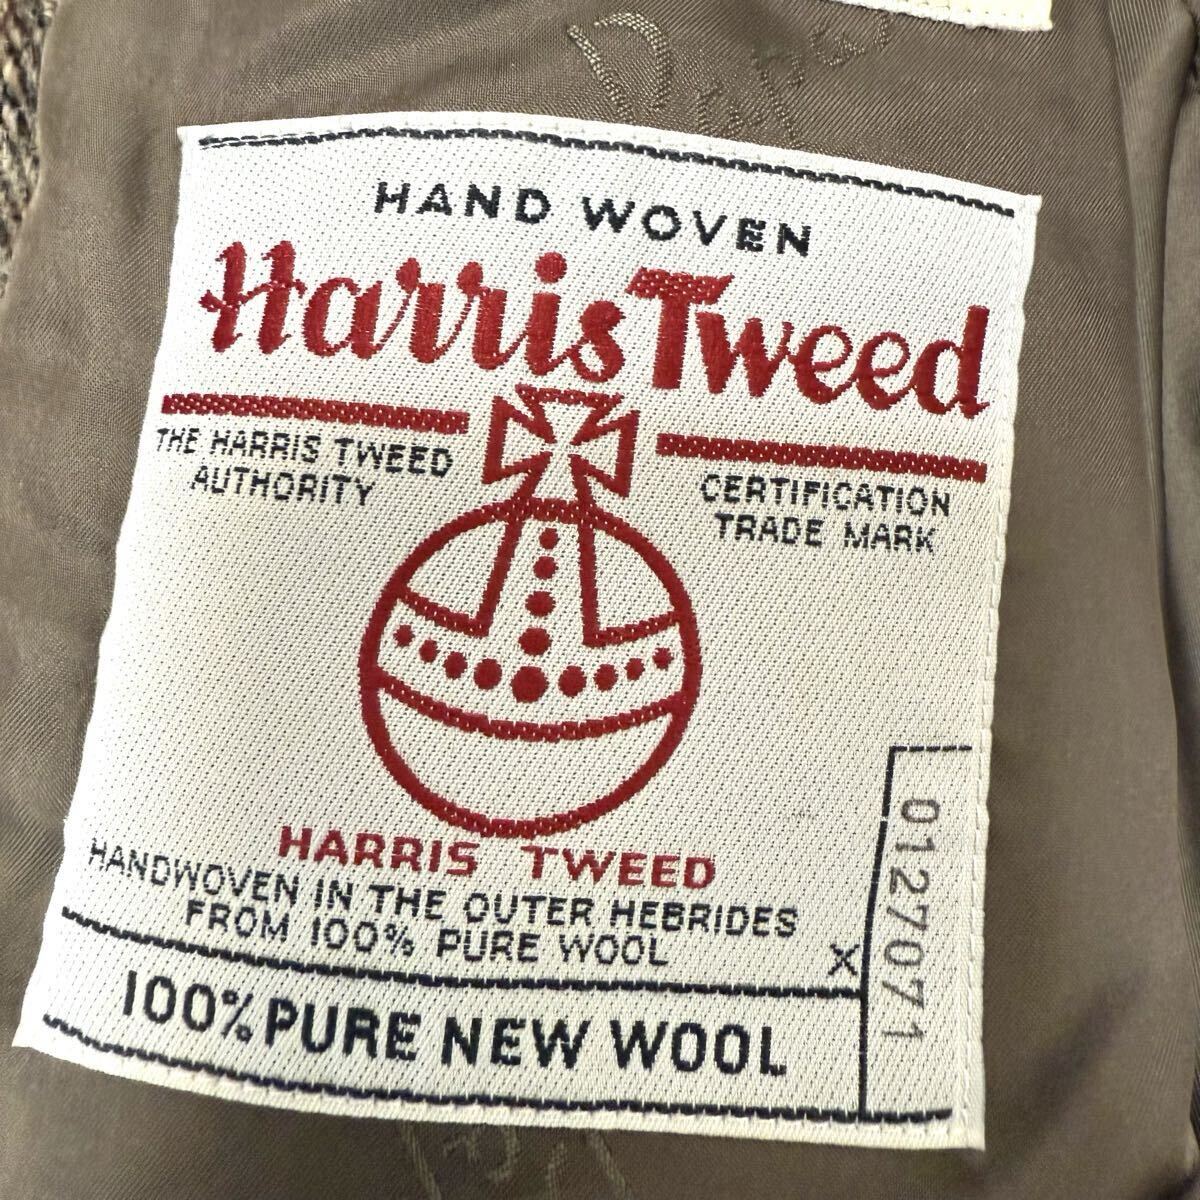 HAND WOVEN
Harris Tweed
THE HARRIS TWEED
AUTHORITY
CERTIFICATION
TRADE MARK
HARRIS TWEED
HANDWOVEN IN THE OUTER HEBRIDES
FROM 100% PURE WOOL
X
0127071
100% PURE NEW WOOL